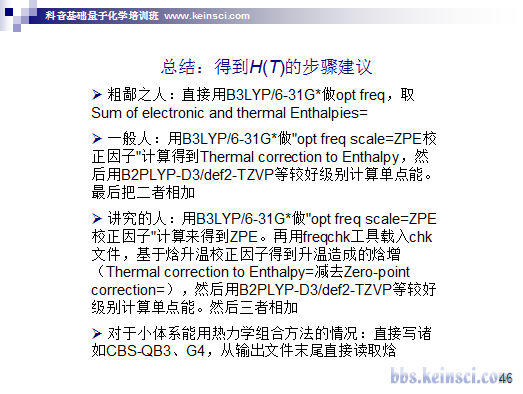 科音基础量子化学培训班 www.keinsci.com
总结：得到H(T)的步骤建议
➢ 粗鄙之人：直接用B3LYP/6-31G*做opt freq，取
Sum of electronic and thermal Enthalpies=
➢ 一般人：用B3LYP/6-31G*做"opt freq scale=ZPE校
正因子"计算得到Thermal correction to Enthalpy，然
后用B2PLYP-D3/def2-TZVP等较好级别计算单点能。
最后把二者相加
➢ 讲究的人：用B3LYP/6-31G*做"opt freq scale=ZPE
校正因子"计算来得到ZPE。再用freqchk工具载入chk
文件，基于焓升温校正因子得到升温造成的焓增
（Thermal correction to Enthalpy=减去Zero-point
correction=），然后用B2PLYP-D3/def2-TZVP等较好
级别计算单点能。然后三者相加
➢ 对于小体系能用热力学组合方法的情况：直接写诸
如CBS-QB3、G4，从输出文件末尾直接读取焓
bbs.keinsci.com
46